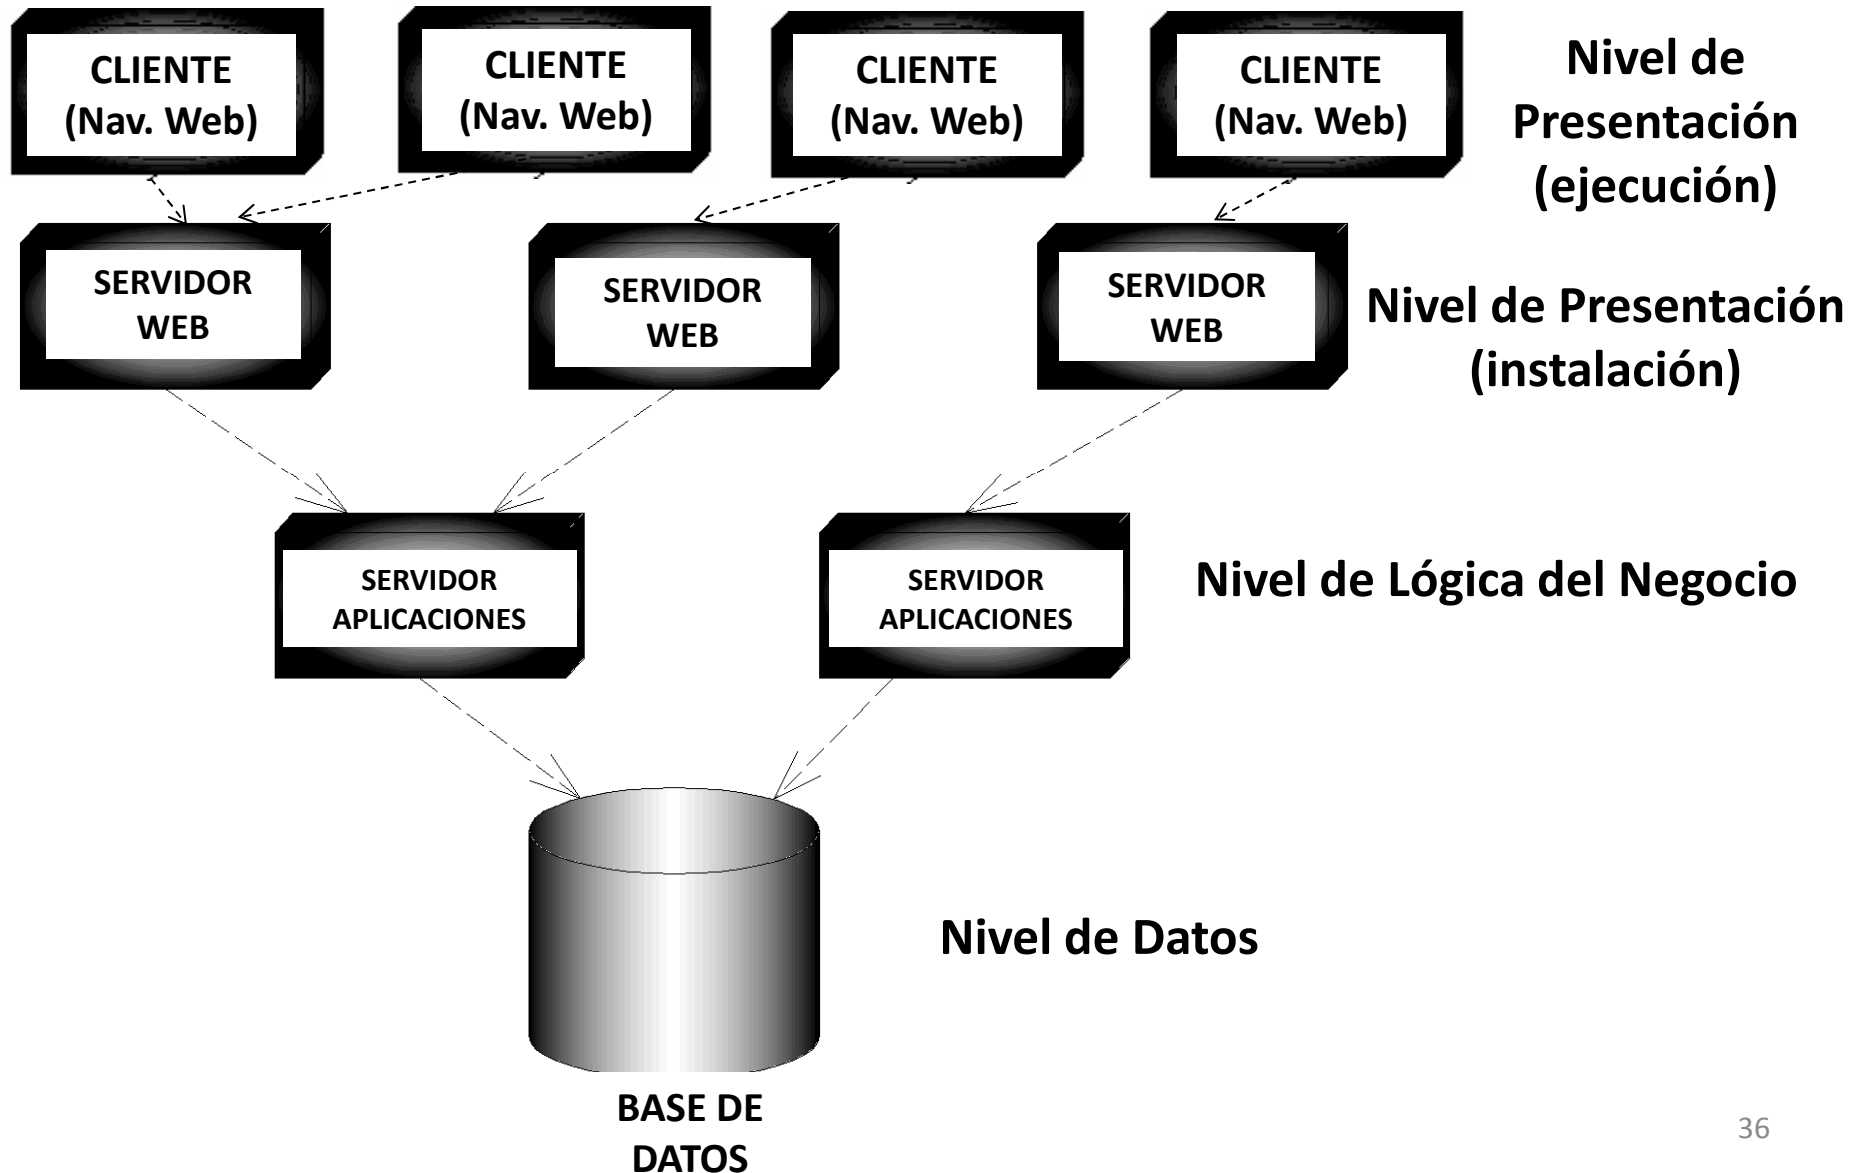 CLIENTE
(Nav. Web)
CLIENTE
(Nav. Web)
CLIENTE
(Nav. Web)
CLIENTE
(Nav. Web)
Nivel de
Presentación
(ejecución)
SERVIDOR
WEB
SERVIDOR
WEB
SERVIDOR
WEB
Nivel de Presentación
(instalación)
SERVIDOR
APLICACIONES
SERVIDOR
APLICACIONES
Nivel de Lógica del Negocio
Nivel de Datos
BASE DE
DATOS
36